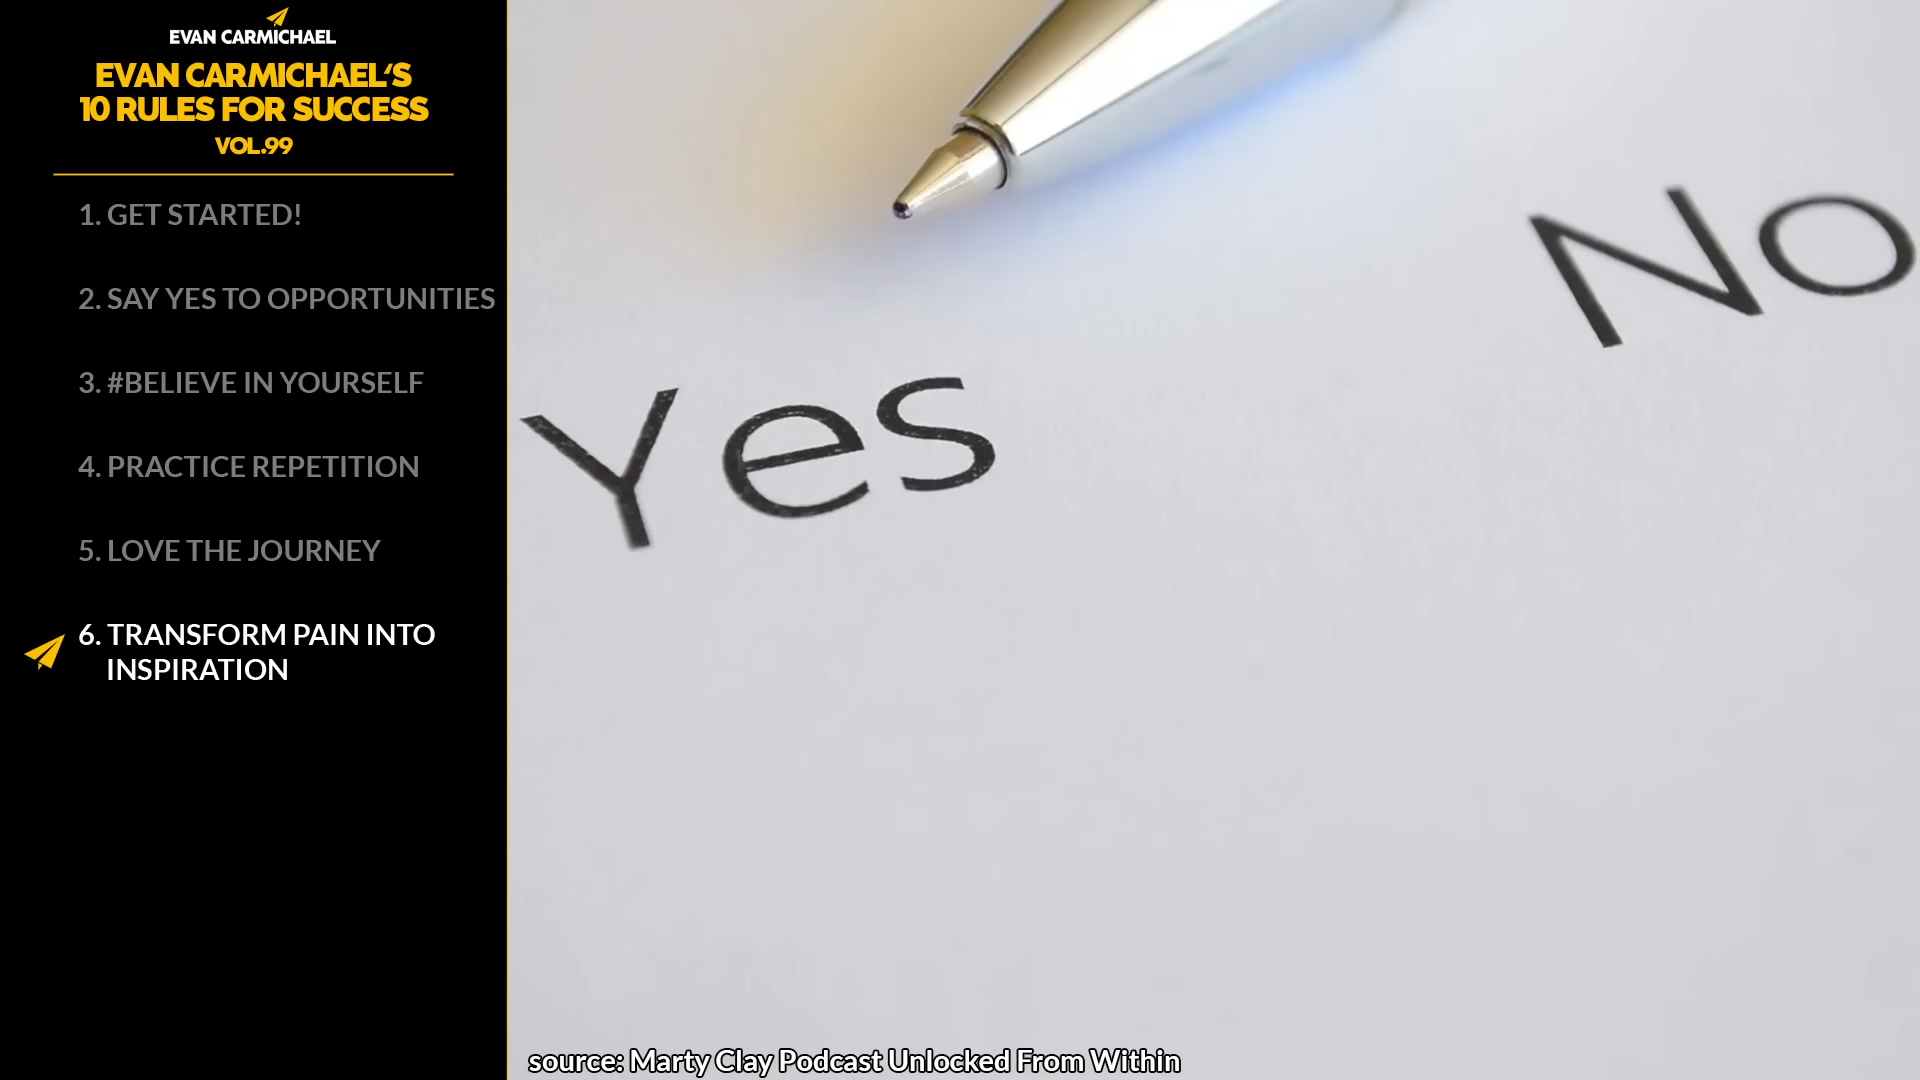 EVAN CARMICHAEL
EVAN CARMICHAEL'S
10 RULES FOR SUCCESS
VOL.99
1. GET STARTED!
2. SAY YES TO OPPORTUNITIES
3. #BELIEVE IN YOURSELF
4. PRACTICE REPETITION
5. LOVE THE JOURNEY
6. TRANSFORM PAIN INTO
INSPIRATION
No
Yes
source: Marty Clay Podcast Unlocked From Within